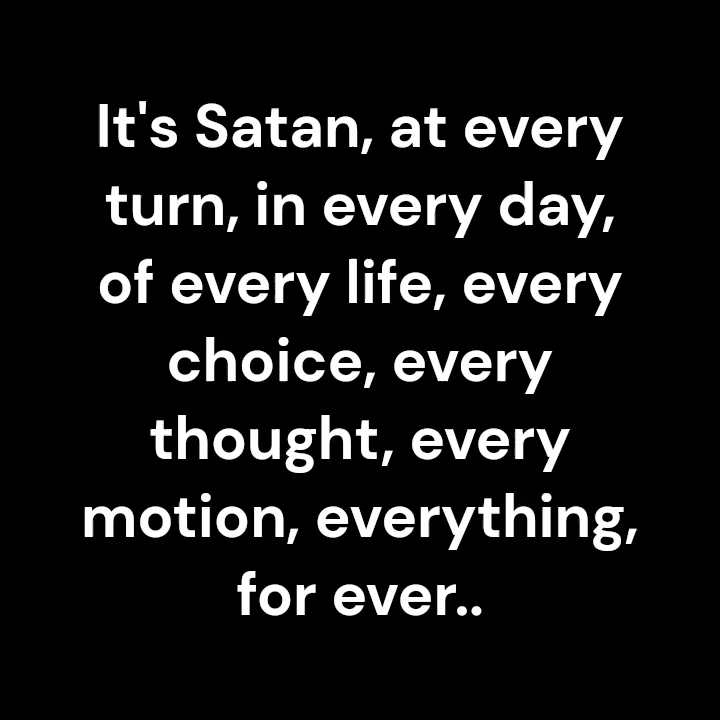 It's Satan, at every
turn, in every day,
of every life, every
choice, every
thought, every
motion, everything,
for ever..